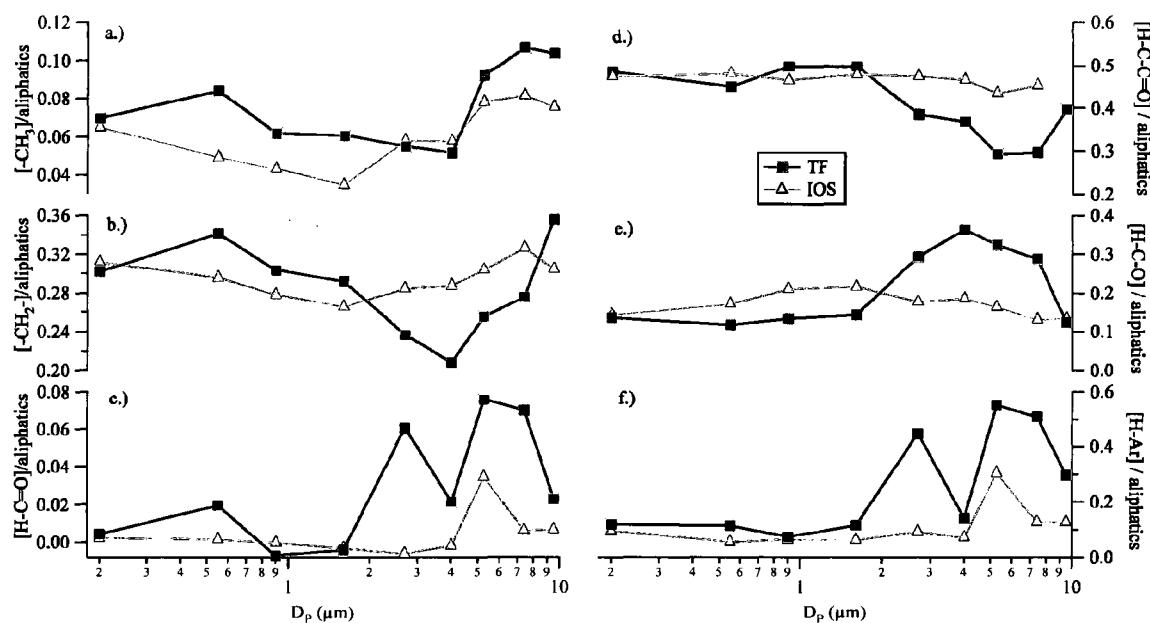 a.)
0.12
0.10
0.08
0.06
0.04
[-CH3]/aliphatics
b.)
0.36
0.32
0.28
0.24
0.20
[-CH2-]/aliphatics
c.)
0.08
0.06
0.04
0.02
0.00
[H-C=O]/aliphatics
2 3 4 5 6 7 8 9 1 2 3 4 5 6 7 8 9 10
DP (μm)
d.)
0.6
0.5
0.4
0.3
0.2
[H-C-C=O] / aliphatics
TF
IOS
e.)
0.4
0.3
0.2
0.1
0.0
[H-C-O] / aliphatics
f.)
0.6
0.4
0.2
0.0
[H-Ar] / aliphatics
2 3 4 5 6 7 8 9 1 2 3 4 5 6 7 8 9 10
DP (μm)